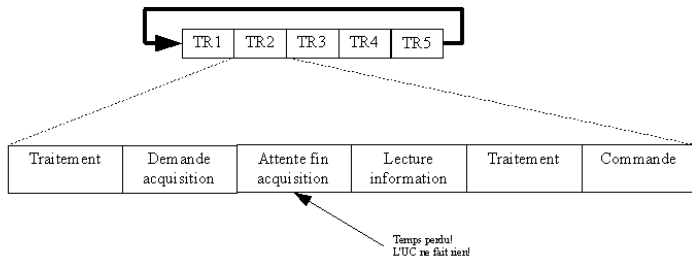 TR1 TR2 TR3 TR4 TR5
Traitement
Demande
acquisition
Attente fin
acquisition
Lecture
information
Traitement
Commande
Temps perdu!
L'UC ne fait rien!